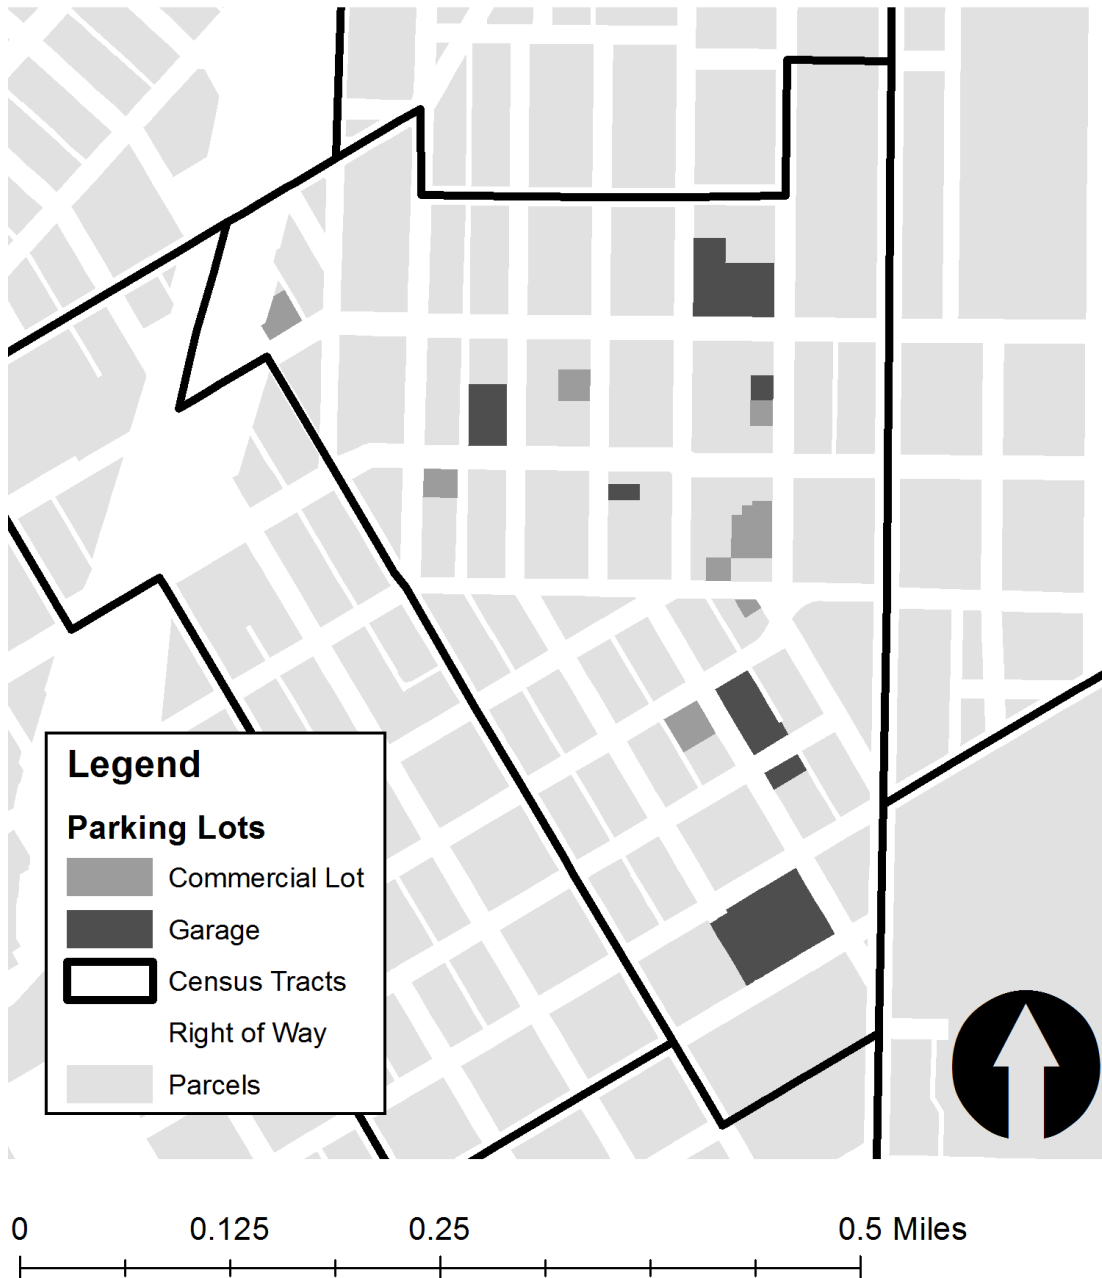 Legend
Parking Lots
Commercial Lot
Garage
Census Tracts
Right of Way
Parcels
0 0.125 0.25 0.5 Miles